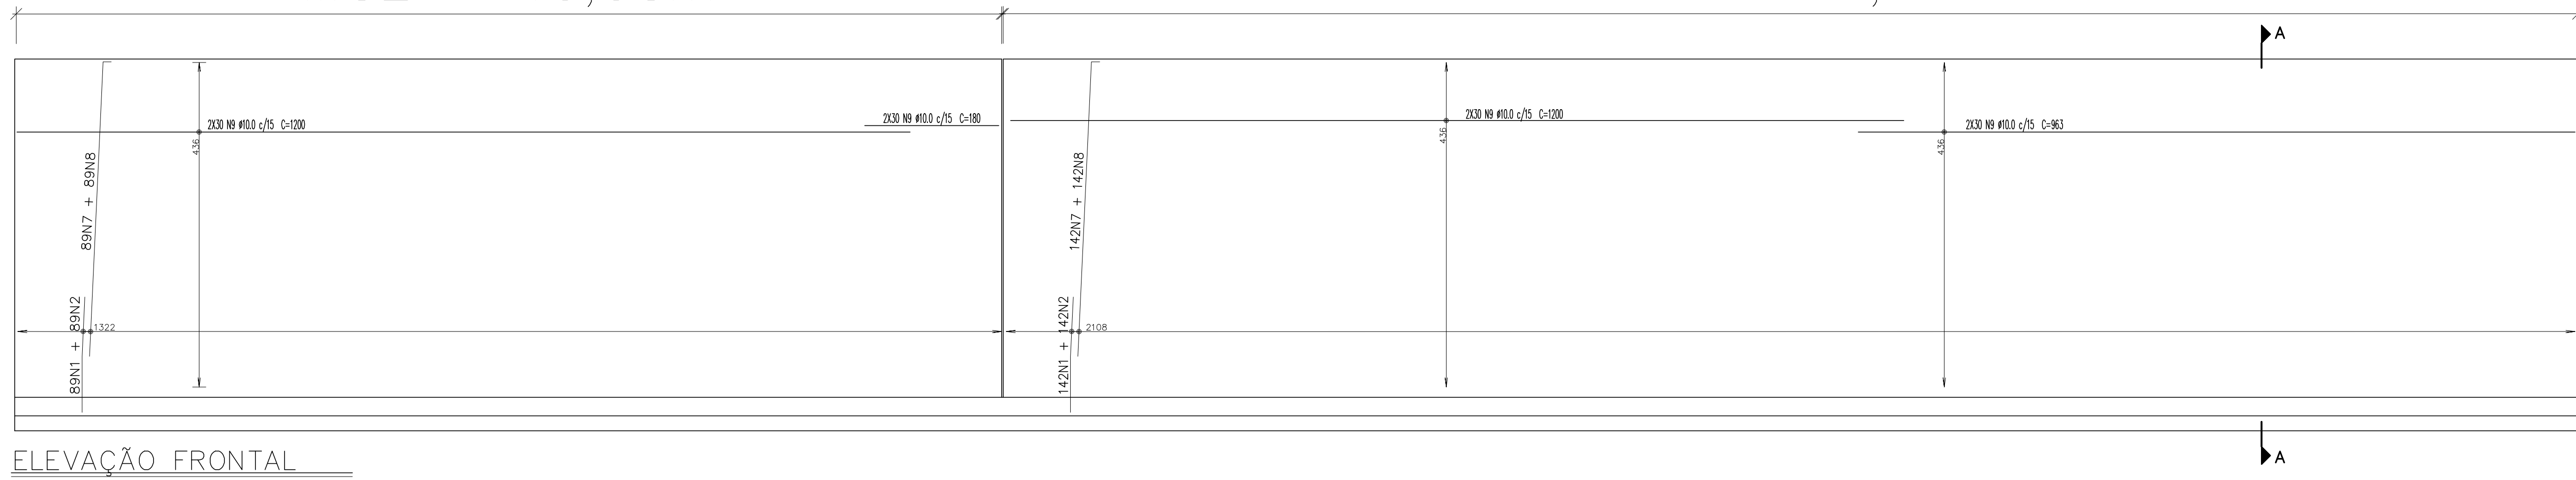 A
2X30 N9 ø10.0 c/15 C=1200
2X30 N9 ø10.0 c/15 C=180
2X30 N9 ø10.0 c/15 C=1200
2X30 N9 ø10.0 c/15 C=963
436
436
436
89N7 + 89N8
142N7 + 142N8
89N1 + 89N2
1322
142N1 + 142N2
2108
A
ELEVAÇÃO FRONTAL